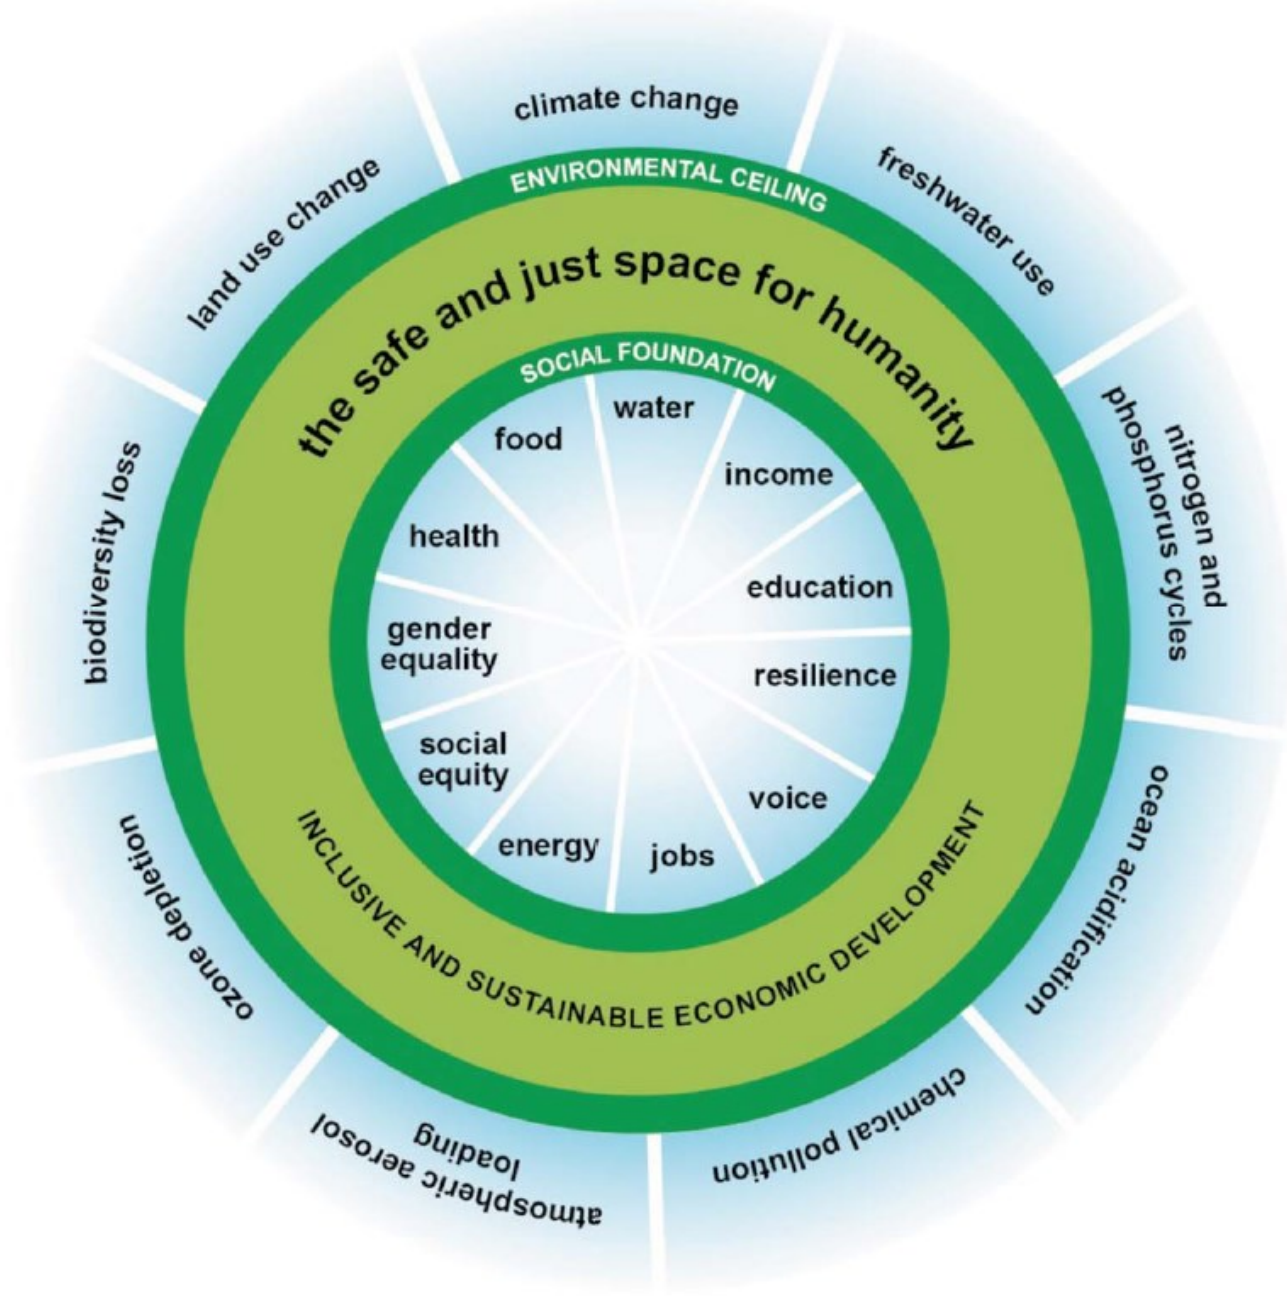 climate change
freshwater use
nitrogen and
phosphorus cycles
ocean acidification
chemical pollution
atmospheric aerosol
loading
ozone depletion
biodiversity loss
land use change
ENVIRONMENTAL CEILING
the safe and just space for humanity
SOCIAL FOUNDATION
water
income
education
resilience
voice
jobs
energy
social
equity
gender
equality
health
food
INCLUSIVE AND SUSTAINABLE ECONOMIC DEVELOPMENT